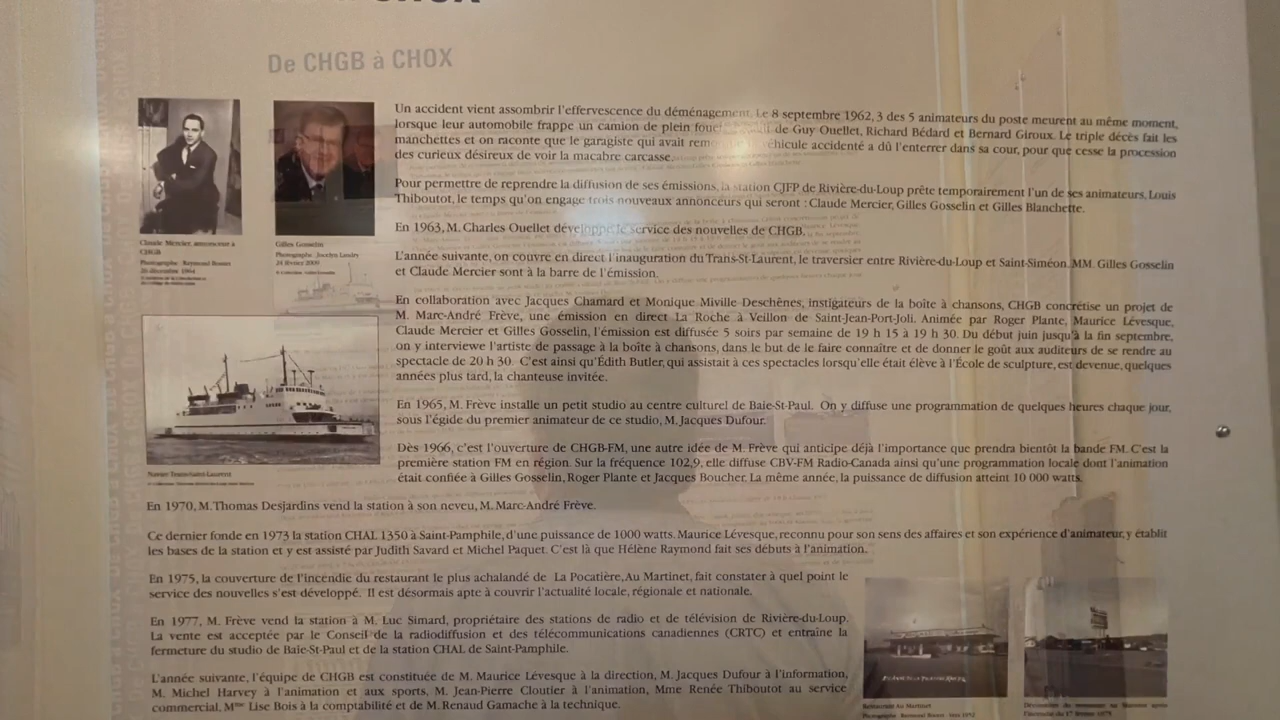 CHOX
De CHGB à CHOX
Un accident vient assombrir l'effervescence du déménagement. Le 8 septembre 1962, 3 des 5 animateurs du poste meurent au même moment,
lorsque leur automobile frappe un camion de plein fouet de Guy Ouellet, Richard Bédard et Bernard Giroux. Le triple décès fait les
manchettes et on raconte que le garagiste qui avait véhicule accidenté a dû l'enterrer dans sa cour, pour que cesse la procession
des curieux désireux de voir la macabre carcasse.
Pour permettre de reprendre la diffusion de ses émissions, la station CJFP de Rivière-du-Loup prête temporairement l'un de ses animateurs, Louis
Thiboutot, le temps qu'on engage trois nouveaux annonceurs qui seront : Claude Mercier, Gilles Gosselin et Gilles Blanchette.
En 1963, M. Charles Ouellet développe le service des nouvelles de CHGB.
L'année suivante, on couvre en direct l'inauguration du Trans-St-Laurent, le traversier entre Rivière-du-Loup et Saint-Siméon. MM. Gilles Gosselin
et Claude Mercier sont à la barre de l'émission.
Claude Mercier, annonceur à
CHGB
Photographe : Raymond Boutet
Gilles Gosselin
Photographe : Jocelyn Landry
24 février 2009
En collaboration avec Jacques Chamard et Monique Miville Deschênes, instigateurs de la boîte à chansons, CHGB concrétise un projet de
M. Marc-André Frève, une émission en direct La Roche à Veillon de Saint-Jean-Port-Joli. Animée par Roger Plante, Maurice Lévesque,
Claude Mercier et Gilles Gosselin, l'émission est diffusée 5 soirs par semaine de 19 h 15 à 19 h 30. Du début juin jusqu'à la fin septembre,
on y interviewe l'artiste de passage à la boîte à chansons, dans le but de le faire connaître et de donner le goût aux auditeurs de se rendre au
spectacle de 20 h 30. C'est ainsi qu'Édith Butler, qui assistait à ces spectacles lorsqu'elle était élève à l'École de sculpture, est devenue, quelques
années plus tard, la chanteuse invitée.
En 1965, M. Frève installe un petit studio au centre culturel de Baie-St-Paul. On y diffuse une programmation de quelques heures chaque jour,
sous l'égide du premier animateur de ce studio, M. Jacques Dufour.
Dès 1966, c'est l'ouverture de CHGB-FM, une autre idée de M. Frève qui anticipe déjà l'importance que prendra bientôt la bande FM. C'est la
première station FM en région. Sur la fréquence 102,9, elle diffuse CBV-FM Radio-Canada ainsi qu'une programmation locale dont l'animation
était confiée à Gilles Gosselin, Roger Plante et Jacques Boucher. La même année, la puissance de diffusion atteint 10 000 watts.
Navire Trans-Saint-Laurent
En 1970, M. Thomas Desjardins vend la station à son neveu, M. Marc-André Frève.
Ce dernier fonde en 1973 la station CHAL 1350 à Saint-Pamphile, d'une puissance de 1000 watts. Maurice Lévesque, reconnu pour son sens des affaires et son expérience d'animateur, y établit
les bases de la station et y est assisté par Judith Savard et Michel Paquet. C'est là que Hélène Raymond fait ses débuts à l'animation.
En 1975, la couverture de l'incendie du restaurant le plus achalandé de La Pocatière, Au Martinet, fait constater à quel point le
service des nouvelles s'est développé. Il est désormais apte à couvrir l'actualité locale, régionale et nationale.
En 1977, M. Frève vend la station à M. Luc Simard, propriétaire des stations de radio et de télévision de Rivière-du-Loup.
La vente est acceptée par le Conseil de la radiodiffusion et des télécommunications canadiennes (CRTC) et entraîne la
fermeture du studio de Baie-St-Paul et de la station CHAL de Saint-Pamphile.
L'année suivante, l'équipe de CHGB est constituée de M. Maurice Lévesque à la direction, M. Jacques Dufour à l'information,
M. Michel Harvey à l'animation et aux sports, M. Jean-Pierre Cloutier à l'animation, Mme Renée Thiboutot au service
commercial, Mme Lise Bois à la comptabilité et de M. Renaud Gamache à la technique.
Restaurant Au Martinet